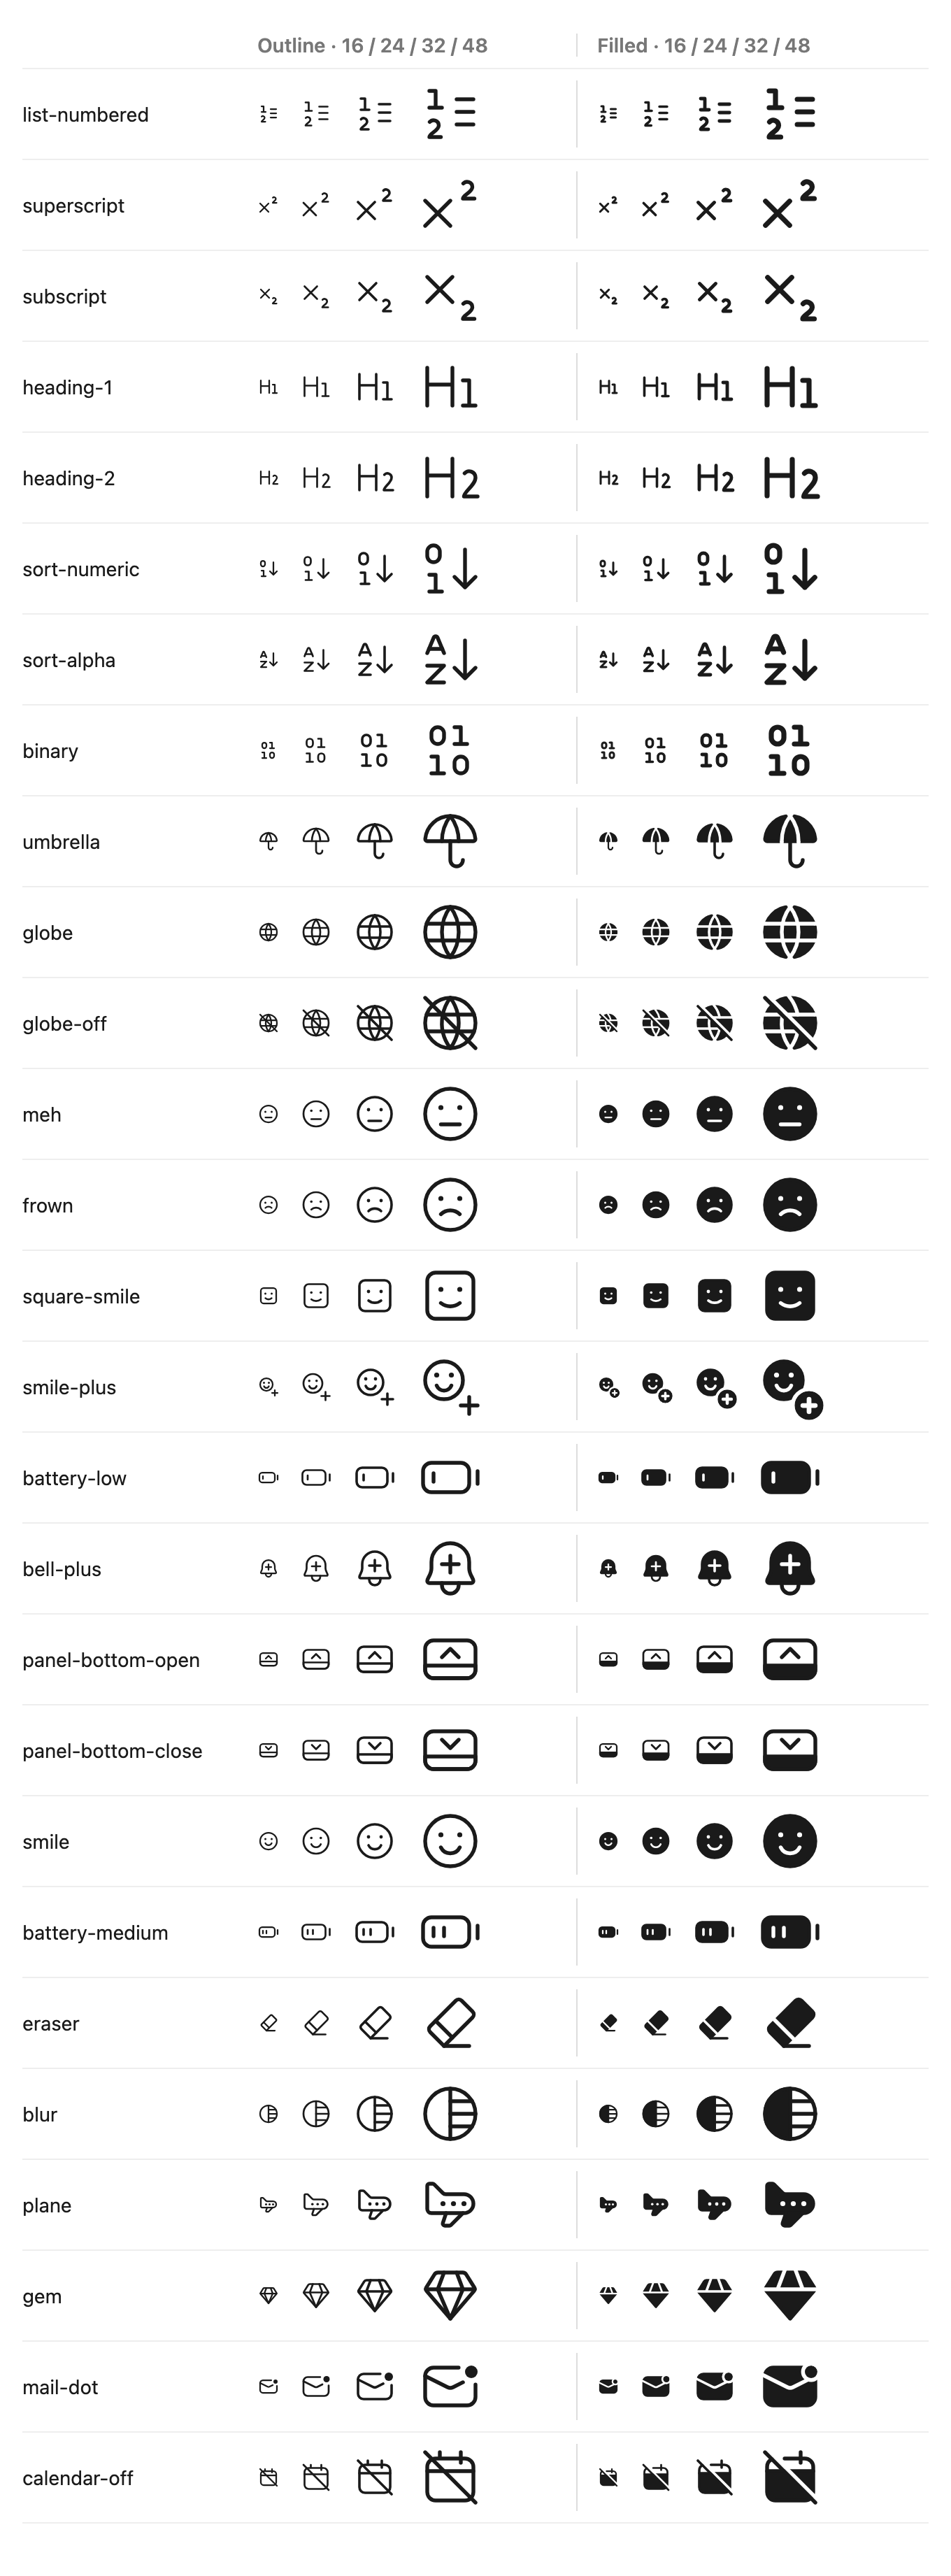 Outline · 16 / 24 / 32 / 48 Filled · 16 / 24 / 32 / 48
list-numbered
superscript
subscript
heading-1
heading-2
sort-numeric
sort-alpha
binary
umbrella
globe
globe-off
meh
frown
square-smile
smile-plus
battery-low
bell-plus
panel-bottom-open
panel-bottom-close
smile
battery-medium
eraser
blur
plane
gem
mail-dot
calendar-off